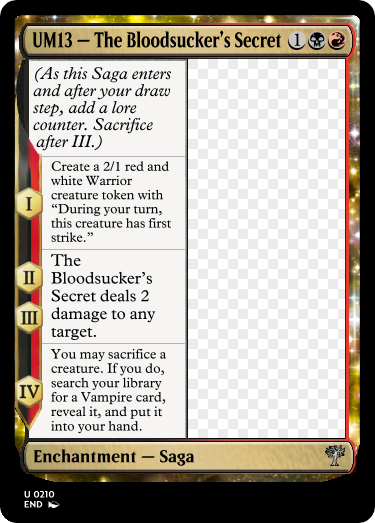 UM13 – The Bloodsucker's Secret 1
(As this Saga enters
and after your draw
step, add a lore
counter. Sacrifice
after III.)
I
Create a 2/1 red and
white Warrior
creature token with
“During your turn,
this creature has first
strike.”
II
III
The
Bloodsucker's
Secret deals 2
damage to any
target.
IV
You may sacrifice a
creature. If you do,
search your library
for a Vampire card,
reveal it, and put it
into your hand.
Enchantment — Saga
U 0210
END